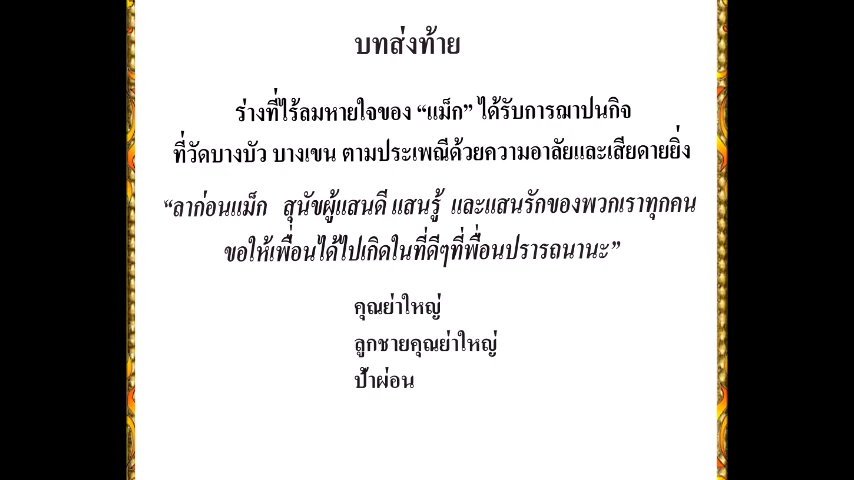 บทส่งท้าย
ร่างที่ไร้ลมหายใจของ “แม็ก” ได้รับการฌาปนกิจ
ที่วัดบางบัว บางเขน ตามประเพณีด้วยความอาลัยและเสียดายยิ่ง
“ลาก่อนแม็ก สุนัขผู้แสนดี แสนรู้ และแสนรักของพวกเราทุกคน
ขอให้เพื่อนได้ไปเกิดในที่ดีๆที่พื่อนปรารถนานะ”
คุณย่าใหญ่
ลูกชายคุณย่าใหญ่
ป้าผ่อน